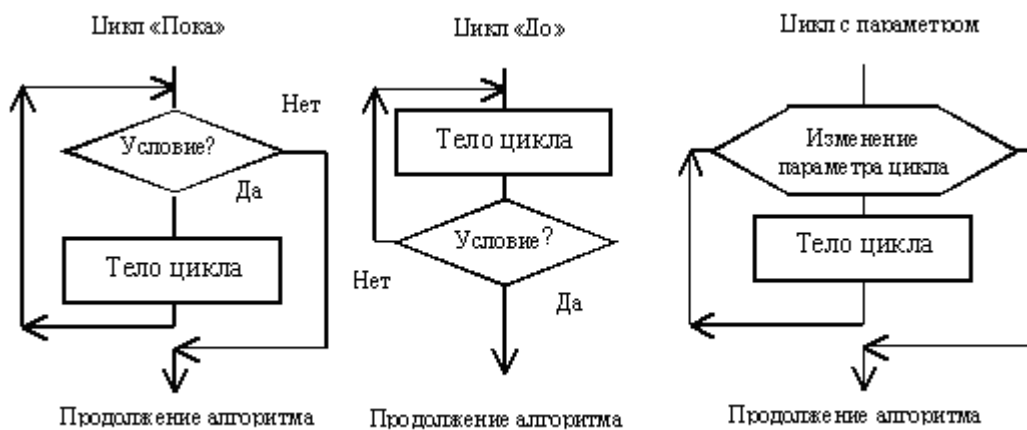 Цикл «Пока»
Нет
Условие?
Да
Тело цикла
Продолжение алгоритма
Цикл «До»
Тело цикла
Условие?
Нет
Да
Продолжение алгоритма
Цикл с параметром
Изменение
параметра цикла
Тело цикла
Продолжение алгоритма